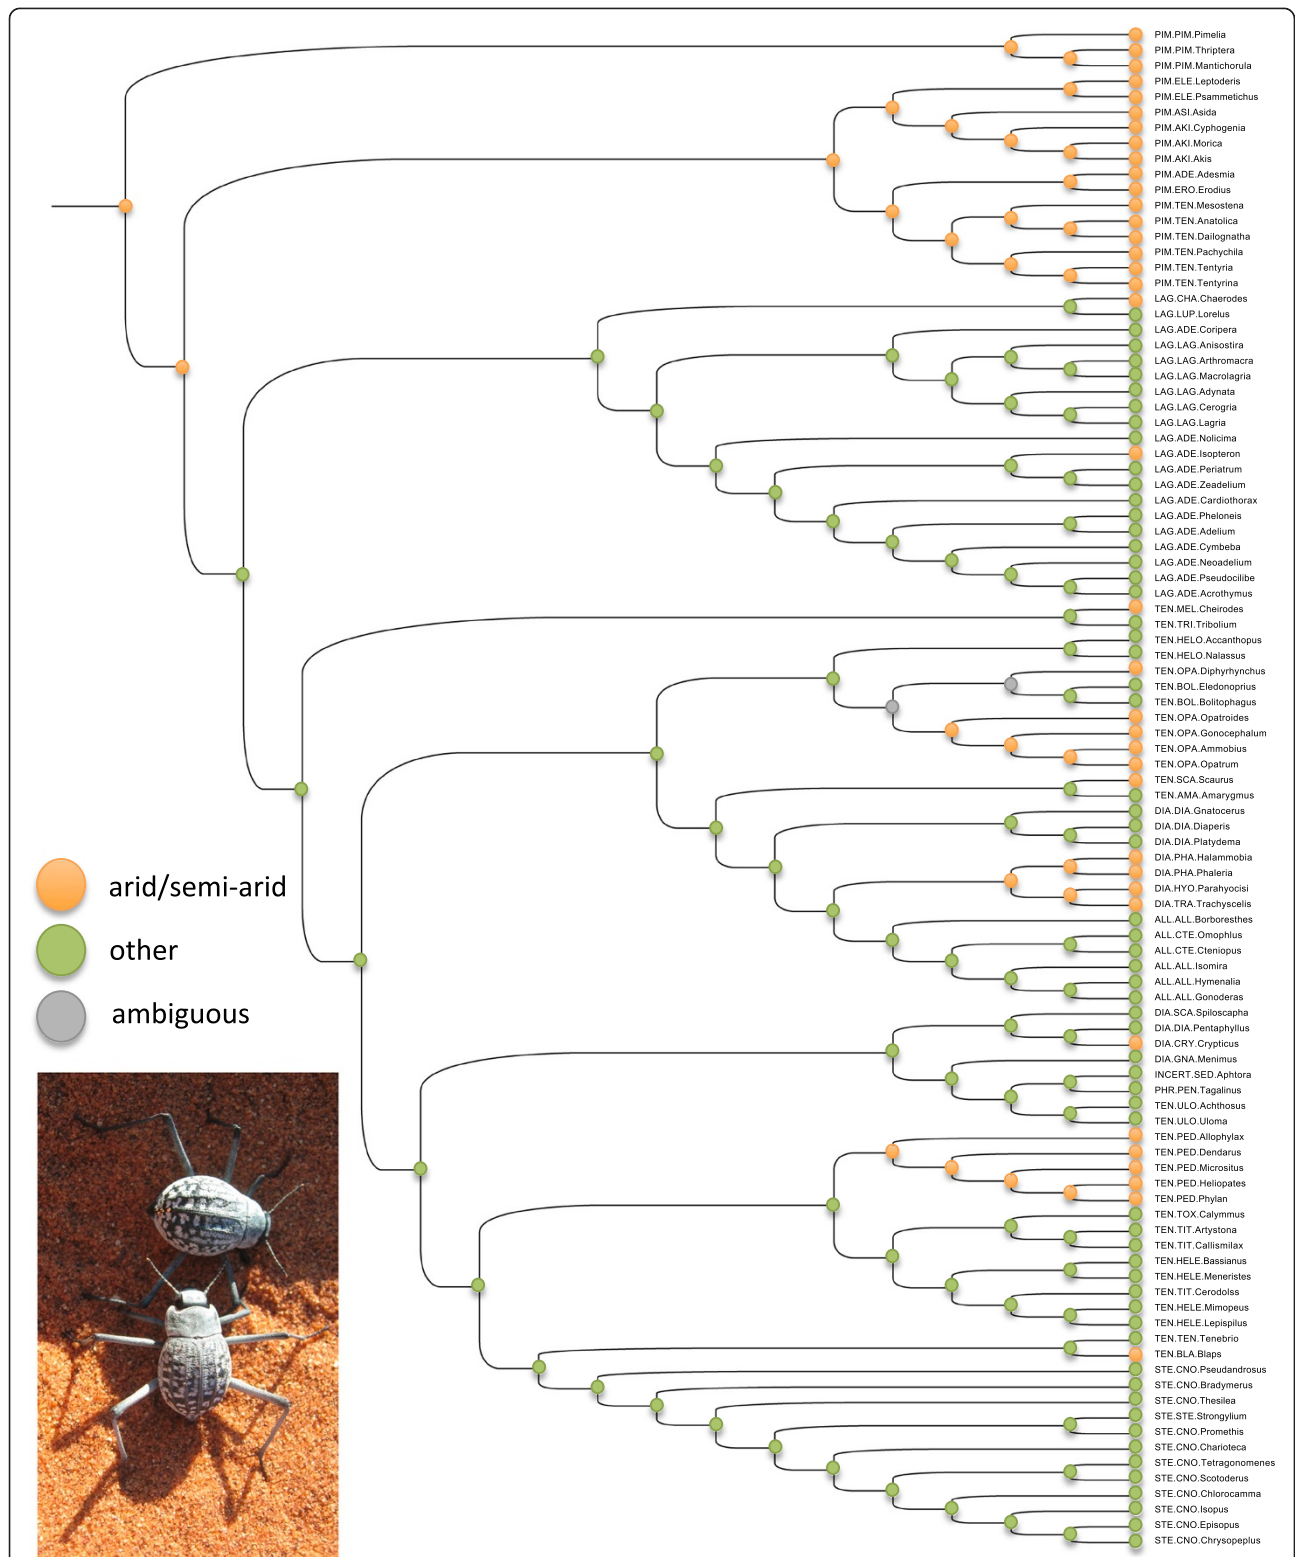 PIM.PIM.Pimelia
PIM.PIM.Thriptera
PIM.PIM.Mantichorula
PIM.ELE.Leptoderis
PIM.ELE.Psammetichus
PIM.ASI.Asida
PIM.AKI.Cyphogenia
PIM.AKI.Morica
PIM.AKI.Akis
PIM.ADE.Adesmia
PIM.ERO.Erodius
PIM.TEN.Mesostena
PIM.TEN.Anatolica
PIM.TEN.Dailognatha
PIM.TEN.Pachychila
PIM.TEN.Tentyria
PIM.TEN.Tentyrina
LAG.CHA.Chaerodes
LAG.LUP.Lorelus
LAG.ADE.Coripera
LAG.LAG.Anisostira
LAG.LAG.Arthromacra
LAG.LAG.Macrolagria
LAG.LAG.Adynata
LAG.LAG.Cerogria
LAG.LAG.Lagria
LAG.ADE.Nolicima
LAG.ADE.Isopteron
LAG.ADE.Periatrum
LAG.ADE.Zeadelium
LAG.ADE.Cardiothorax
LAG.ADE.Pheloneis
LAG.ADE.Adelium
LAG.ADE.Cymbeba
LAG.ADE.Neoadelium
LAG.ADE.Pseudocilibe
LAG.ADE.Acrothymus
TEN.MEL.Cheirodes
TEN.TRI.Tribolium
TEN.HELO.Accanthopus
TEN.HELO.Nalassus
TEN.OPA.Diphyrhynchus
TEN.BOL.Eledonoprius
TEN.BOL.Bolitophagus
TEN.OPA.Opatroides
TEN.OPA.Gonocephalum
TEN.OPA.Ammobius
TEN.OPA.Opatrum
TEN.SCA.Scaurus
TEN.AMA.Amarygmus
DIA.DIA.Gnatocerus
DIA.DIA.Diaperis
DIA.DIA.Platydema
DIA.PHA.Halammobia
DIA.PHA.Phaleria
DIA.HYO.Parahyocisi
DIA.TRA.Trachyscelis
ALL.ALL.Borboresthes
ALL.CTE.Omophlus
ALL.CTE.Cteniopus
ALL.ALL.Isomira
ALL.ALL.Hymenalia
ALL.ALL.Gonoderas
DIA.SCA.Spiloscapha
DIA.DIA.Pentaphyllus
DIA.CRY.Crypticus
DIA.GNA.Menimus
INCERT.SED.Aphtora
PHR.PEN.Tagalinus
TEN.ULO.Achthosus
TEN.ULO.Uloma
TEN.PED.Allophylax
TEN.PED.Dendarus
TEN.PED.Micrositus
TEN.PED.Heliopates
TEN.PED.Phylan
TEN.TOX.Calymmus
TEN.TIT.Artystona
TEN.TIT.Callismilax
TEN.HELE.Bassianus
TEN.HELE.Meneristes
TEN.TIT.Cerodolss
TEN.HELE.Mimopeus
TEN.HELE.Lepispilus
TEN.TEN.Tenebrio
TEN.BLA.Blaps
STE.CNO.Pseudandrosus
STE.CNO.Bradymerus
STE.CNO.Thesilea
STE.STE.Strongylium
STE.CNO.Promethis
STE.CNO.Charioteca
STE.CNO.Tetragonomenes
STE.CNO.Scotoderus
STE.CNO.Chlorocamma
STE.CNO.Isopus
STE.CNO.Episopus
STE.CNO.Chrysopeplus
arid/semi-arid
other
ambiguous